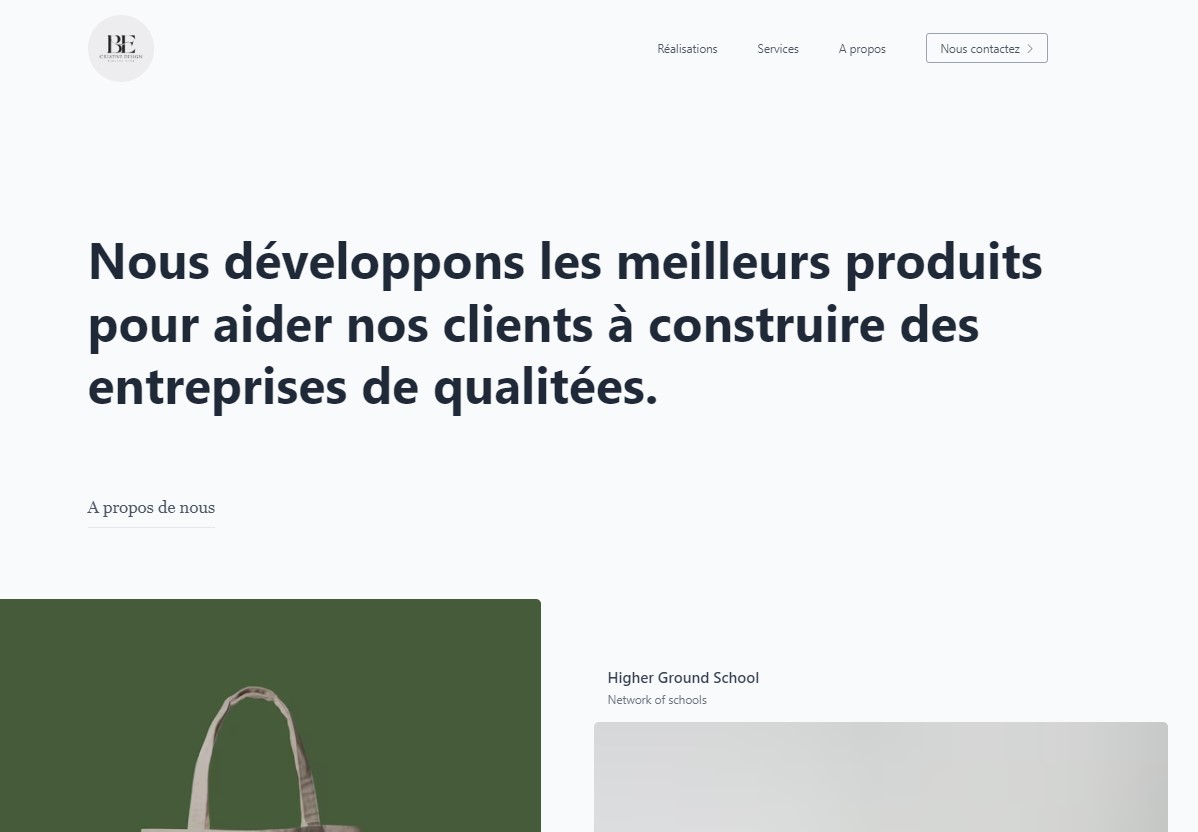 BE
CREATIVE DESIGN
Réalisations
Services
A propos
Nous contactez
Nous développons les meilleurs produits
pour aider nos clients à construire des
entreprises de qualitées.
A propos de nous
Higher Ground School
Network of schools